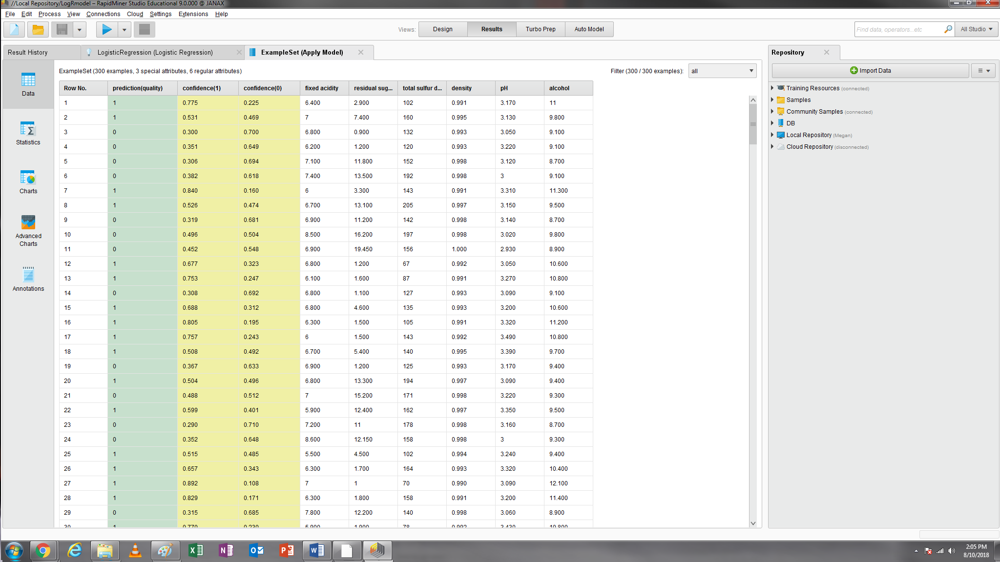 //Local Repository/LogRmodel – RapidMiner Studio Educational 9.0.000 @ JANAX
File Edit Process View Connections Cloud Settings Extensions Help
Views: Design Results Turbo Prep Auto Model
Find data, operators...etc All Studio
Result History LogisticRegression (Logistic Regression) ExampleSet (Apply Model) Repository
ExampleSet (300 examples, 3 special attributes, 6 regular attributes) Filter (300 / 300 examples): all
Import Data
Data
Statistics
Charts
Advanced
Charts
Annotations
Row No. prediction(quality) confidence(1) confidence(0) fixed acidity residual sug... total sulfur d... density pH alcohol
1 1 0.775 0.225 6.400 2.900 102 0.991 3.170 11
2 1 0.531 0.469 7 7.400 160 0.995 3.130 9.800
3 0 0.300 0.700 6.800 0.900 132 0.993 3.050 9.100
4 0 0.351 0.649 6.200 1.200 120 0.993 3.220 9.100
5 0 0.306 0.694 7.100 11.800 152 0.998 3.120 8.700
6 0 0.382 0.618 7.400 13.500 192 0.998 3 9.100
7 1 0.840 0.160 6 3.300 143 0.991 3.310 11.300
8 1 0.526 0.474 6.700 13.100 205 0.997 3.150 9.500
9 0 0.319 0.681 6.900 11.200 142 0.998 3.140 8.700
10 0 0.496 0.504 8.500 16.200 197 0.998 3.020 9.800
11 0 0.452 0.548 6.900 19.450 156 1.000 2.930 8.900
12 1 0.677 0.323 6.800 1.200 67 0.992 3.050 10.600
13 1 0.753 0.247 6.100 1.600 87 0.991 3.270 10.800
14 0 0.308 0.692 6.800 1.100 127 0.993 3.090 9.100
15 1 0.688 0.312 6.800 4.600 135 0.993 3.200 10.600
16 1 0.805 0.195 6.300 1.500 105 0.991 3.320 11.200
17 1 0.757 0.243 6 1.500 143 0.992 3.490 10.800
18 1 0.508 0.492 6.700 5.400 140 0.995 3.390 9.700
19 0 0.367 0.633 6.900 1.200 125 0.993 3.170 9.400
20 1 0.504 0.496 6.800 13.300 194 0.997 3.090 9.400
21 0 0.488 0.512 7 15.200 171 0.998 3.220 9.300
22 1 0.599 0.401 5.900 12.400 162 0.997 3.350 9.500
23 0 0.290 0.710 7.200 11 178 0.998 3.160 8.700
24 0 0.352 0.648 8.600 12.150 158 0.998 3 9.300
25 1 0.515 0.485 5.500 4.500 102 0.994 3.240 9.400
26 1 0.657 0.343 6.300 1.700 164 0.993 3.320 10.400
27 1 0.892 0.108 7 1 70 0.990 3.090 12.100
28 1 0.829 0.171 6.300 1.800 158 0.991 3.200 11.400
29 0 0.315 0.685 7.800 12.200 140 0.998 3.060 8.900
30 1 0.770 0.230 5.900 1.900 78 0.992 3.430 10.800
Training Resources (connected)
Samples
Community Samples (connected)
DB
Local Repository (Megan)
Cloud Repository (disconnected)
2:05 PM
8/10/2018